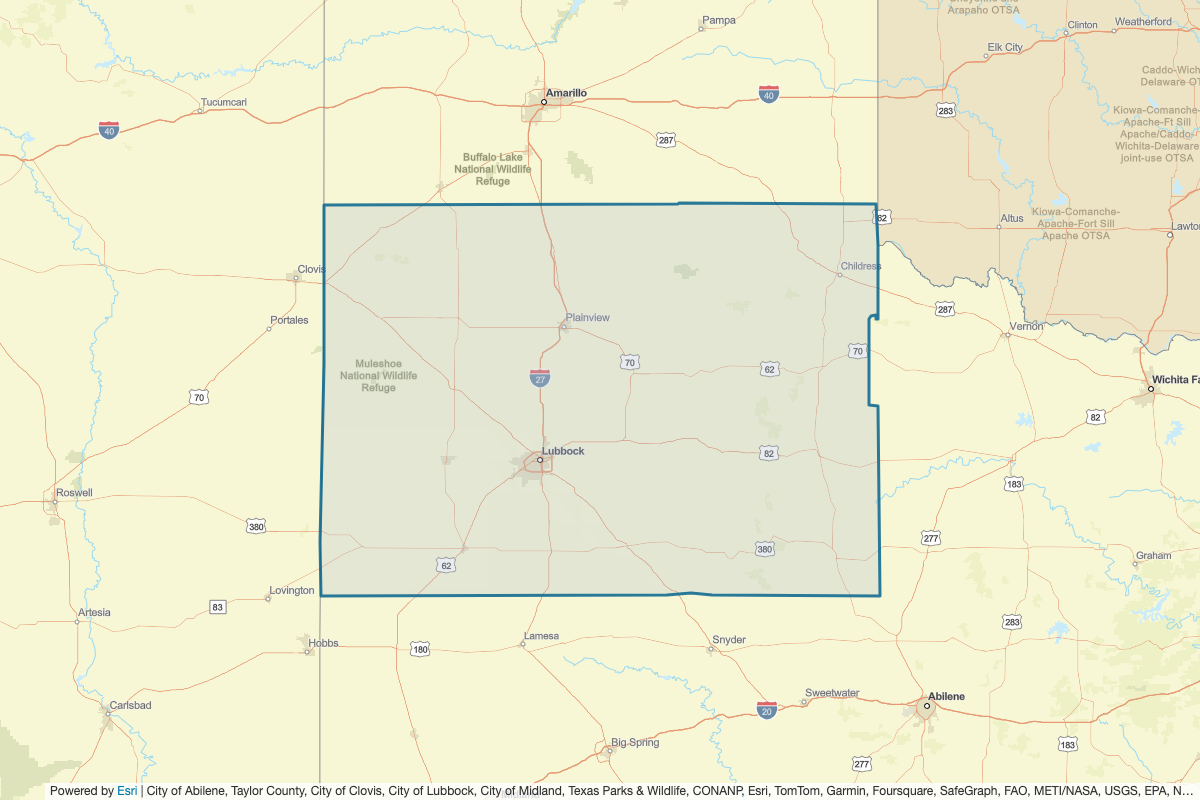 Cheyenne and
Arapaho OTSA
Pampa
Clinton
Weatherford
Elk City
Caddo-Wich
Delaware OT
Amarillo
40
Tucumcari
283
40
Kiowa-Comanche-
Apache-Ft Sill
Apache/Caddo-
Wichita-Delaware
joint-use OTSA
287
Buffalo Lake
National Wildlife
Refuge
62
Altus
Kiowa-Comanche-
Apache-Fort Sill
Apache OTSA
Lawto
Clovis
Childress
287
Portales
Plainview
Vernon
70
62
70
Muleshoe
National Wildlife
Refuge
27
Wichita Fa
70
82
Lubbock
82
Roswell
183
380
277
380
62
Graham
Lovington
83
Artesia
283
Hobbs
180
Lamesa
Snyder
Sweetwater
Abilene
Carlsbad
20
Big Spring
183
277
Powered by Esri | City of Abilene, Taylor County, City of Clovis, City of Lubbock, City of Midland, Texas Parks & Wildlife, CONANP, Esri, TomTom, Garmin, Foursquare, SafeGraph, FAO, METI/NASA, USGS, EPA, N…